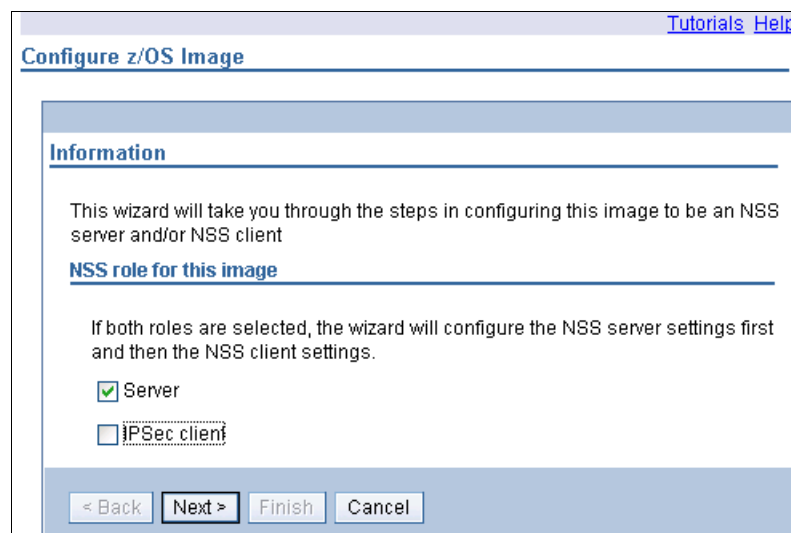 Tutorials Help
Configure z/OS Image
Information
This wizard will take you through the steps in configuring this image to be an NSS
server and/or NSS client
NSS role for this image
If both roles are selected, the wizard will configure the NSS server settings first
and then the NSS client settings.
Server
IPSec client
< Back Next > Finish Cancel